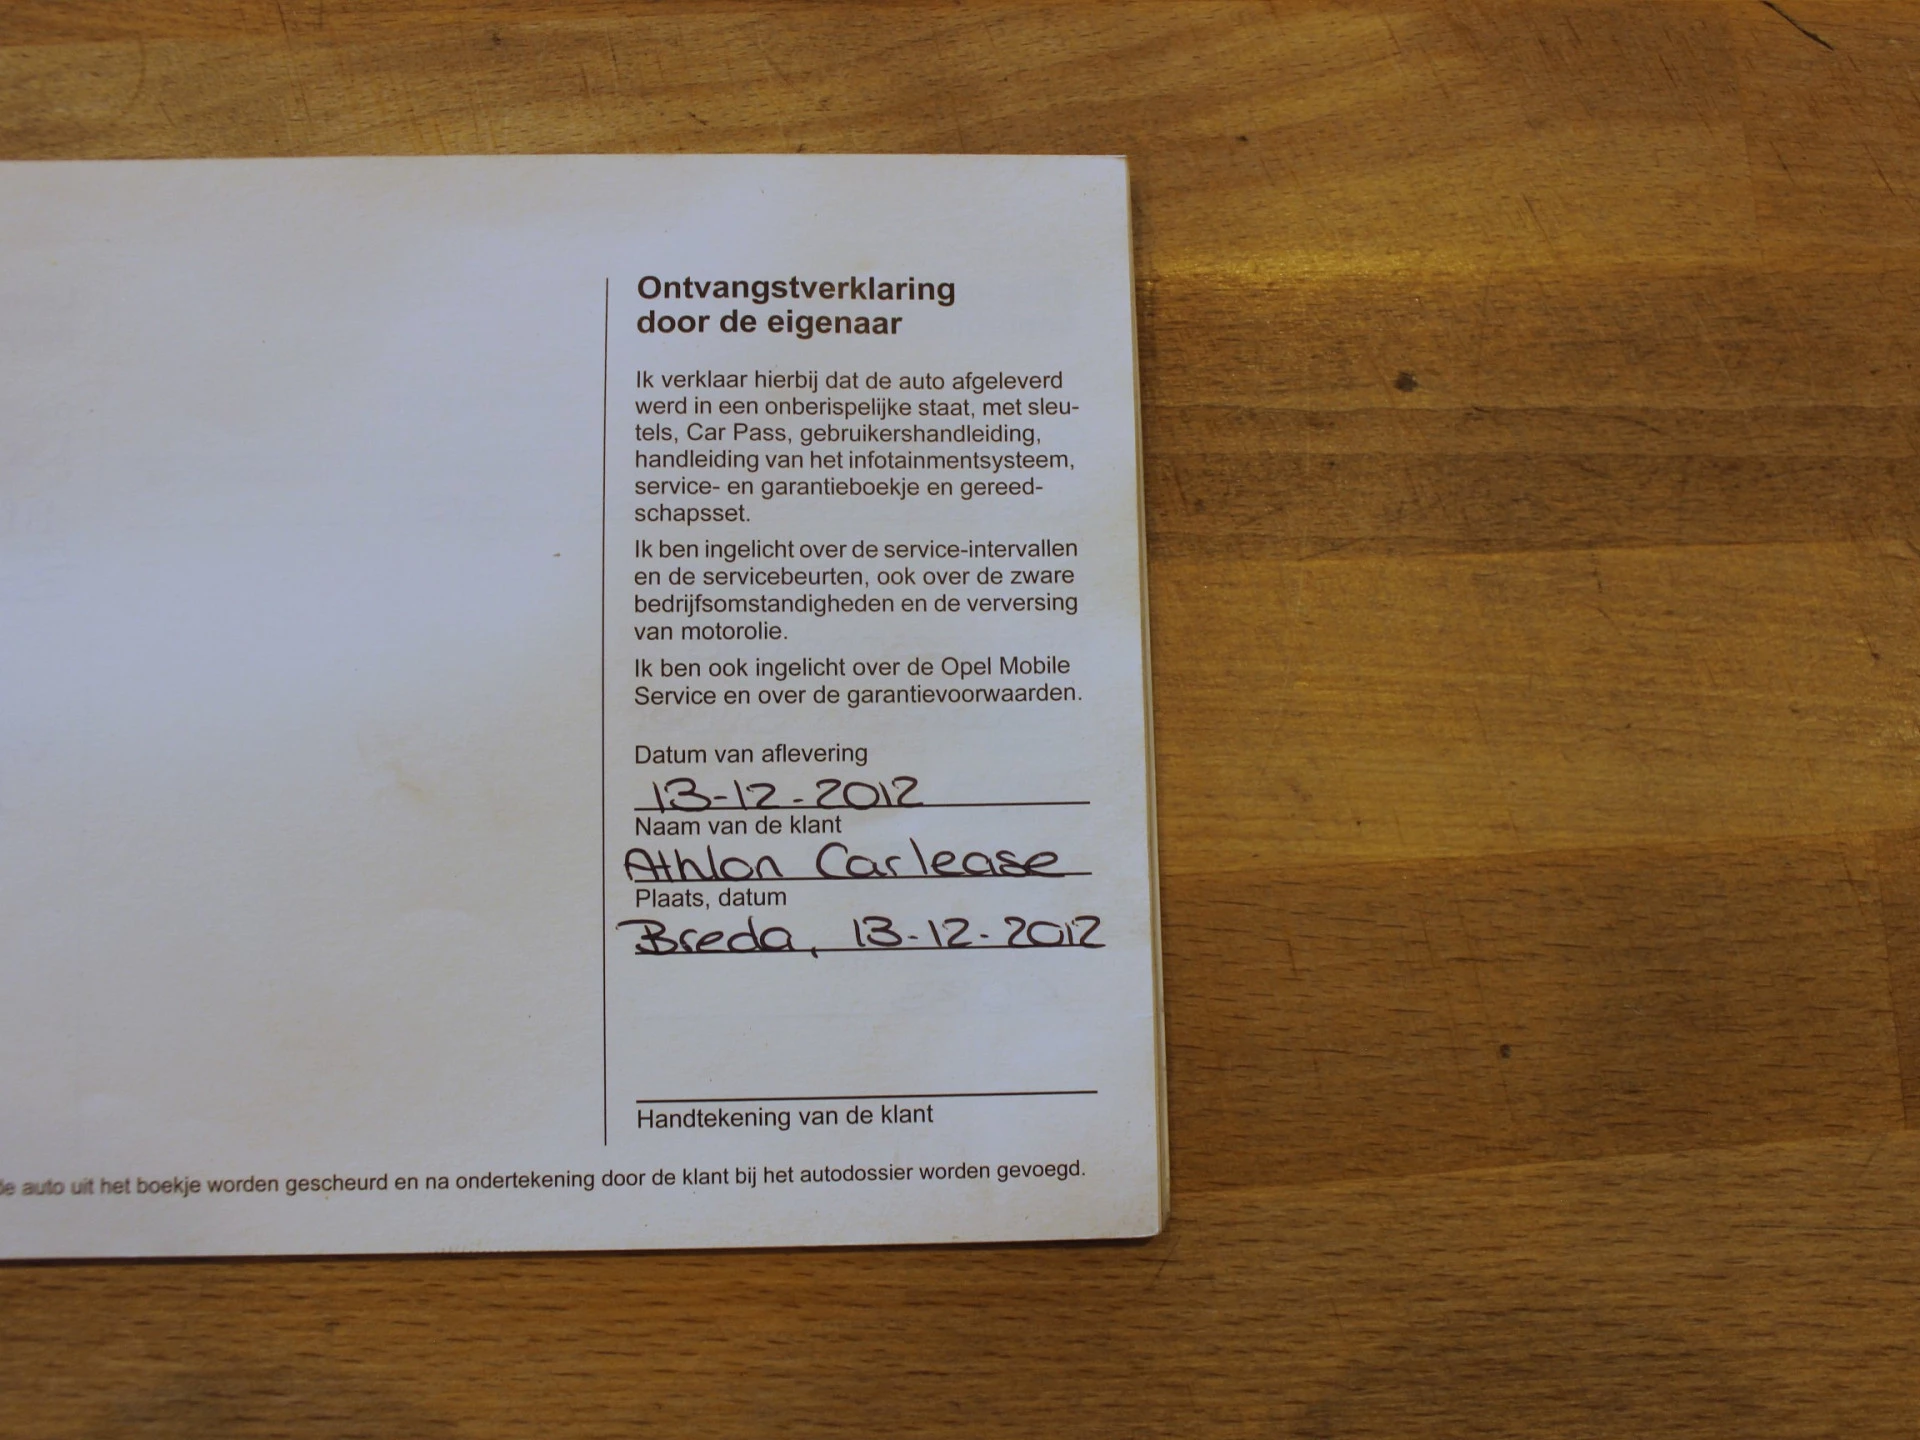 Ontvangstverklaring
door de eigenaar
Ik verklaar hierbij dat de auto afgeleverd
werd in een onberispelijke staat, met sleu-
tels, Car Pass, gebruikershandleiding,
handleiding van het infotainmentsysteem,
service- en garantieboekje en gereed-
schapsset.
Ik ben ingelicht over de service-intervallen
en de servicebeurten, ook over de zware
bedrijfsomstandigheden en de verversing
van motorolie.
Ik ben ook ingelicht over de Opel Mobile
Service en over de garantievoorwaarden.
Datum van aflevering
13-12-2012
Naam van de klant
Athlon Carlease
Plaats, datum
Breda, 13-12-2012
Handtekening van de klant
de auto uit het boekje worden gescheurd en na ondertekening door de klant bij het autodossier worden gevoegd.